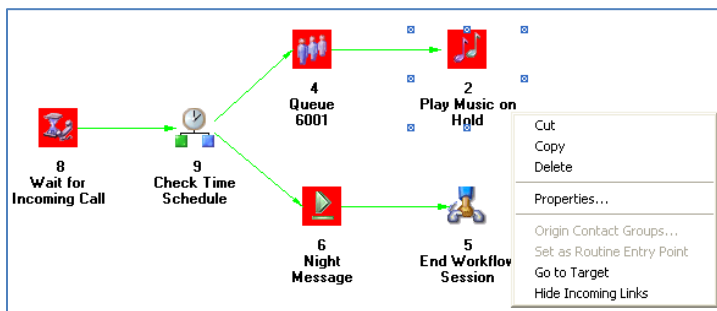 4
Queue
6001
2
Play Music on
Hold
8
Wait for
Incoming Call
9
Check Time
Schedule
6
Night
Message
5
End Workflow
Session
Cut
Copy
Delete
Properties...
Origin Contact Groups...
Set as Routine Entry Point
Go to Target
Hide Incoming Links